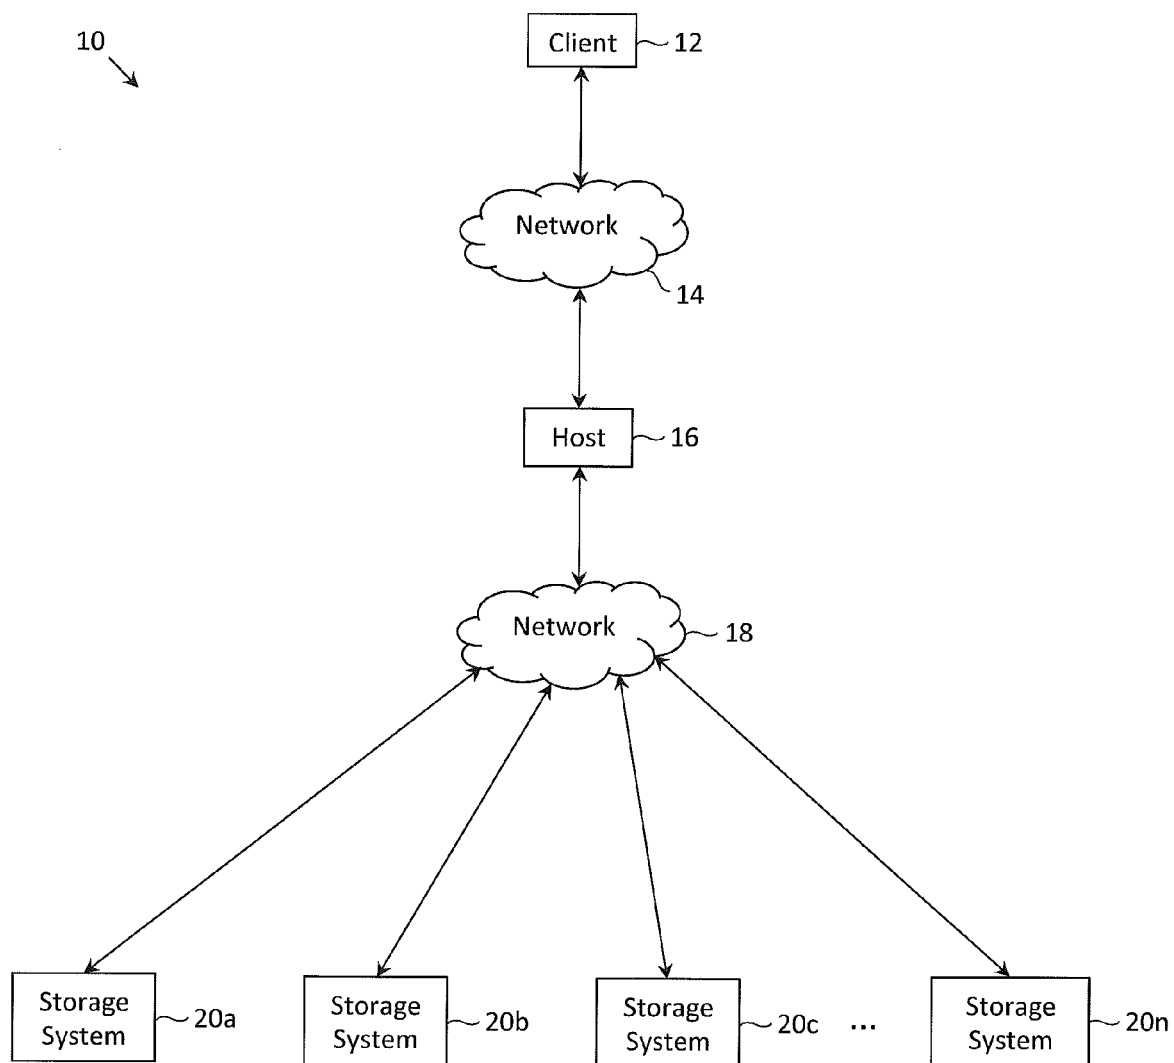 10
Client 12
Network
14
Host 16
Network
18
Storage
System 20a
Storage
System 20b
Storage
System 20c
...
Storage
System 20n